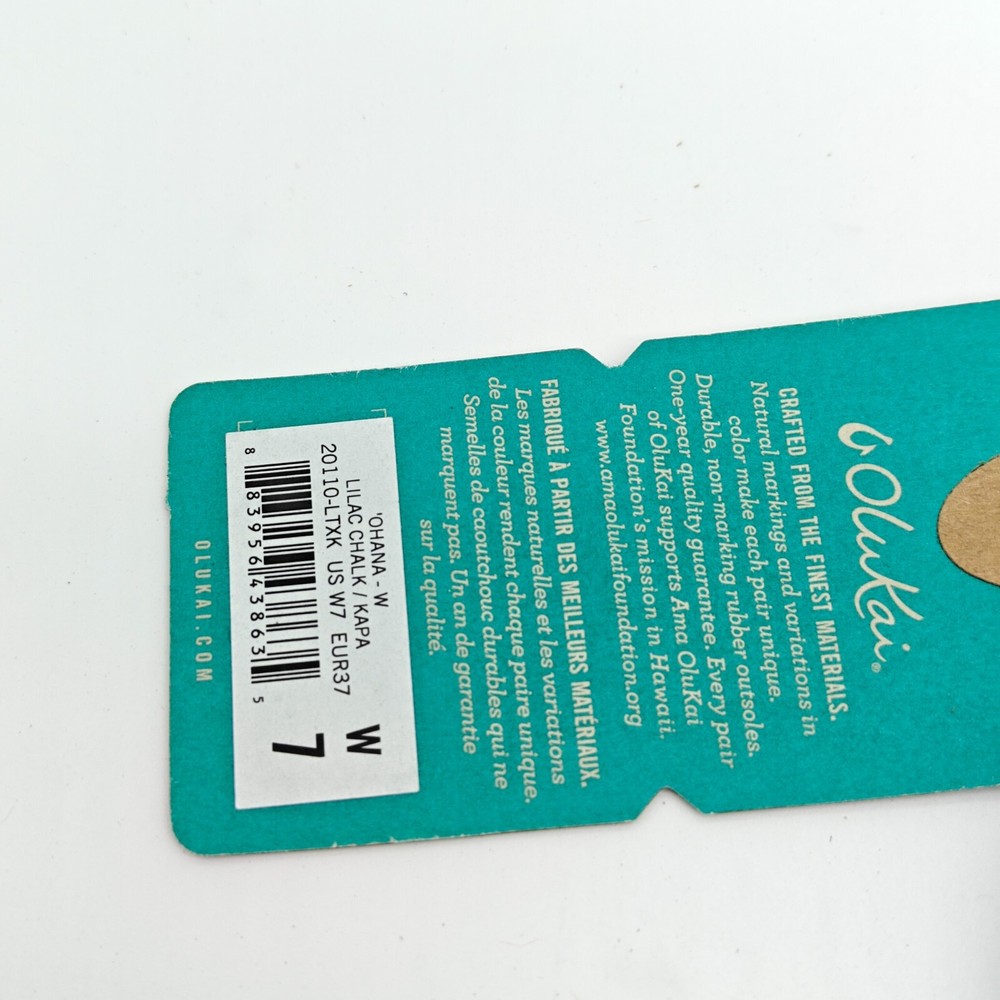 OluKai®
CRAFTED FROM THE FINEST MATERIALS.
Natural markings and variations in
color make each pair unique.
Durable, non-marking rubber outsoles.
One-year quality guarantee. Every pair
of OluKai supports Ama OluKai
Foundation's mission in Hawaii.
www.amaolukaifoundation.org
FABRIQUÉ À PARTIR DES MEILLEURS MATÉRIAUX.
Les marques naturelles et les variations
de la couleur rendent chaque paire unique.
Semelles de caoutchouc durables qui ne
marquent pas. Un an de garantie
sur la qualité.
'OHANA - W
LILAC CHALK / KAPA
20110-LTXK US W7 EUR37
W
7
8 83956 43863 5
OLUKAI.COM